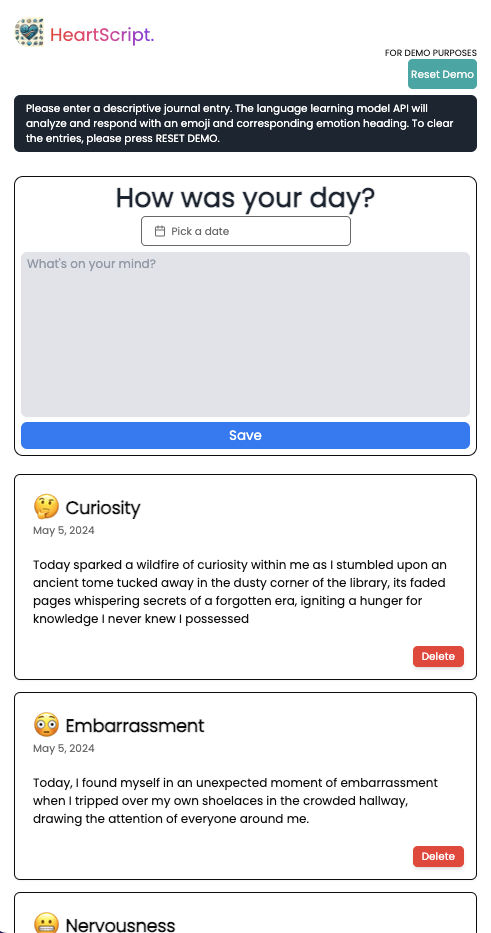 HeartScript.
FOR DEMO PURPOSES
Reset Demo
Please enter a descriptive journal entry. The language learning model API will
analyze and respond with an emoji and corresponding emotion heading. To clear
the entries, please press RESET DEMO.
How was your day?
Pick a date
What's on your mind?
Save
🤔 Curiosity
May 5, 2024
Today sparked a wildfire of curiosity within me as I stumbled upon an
ancient tome tucked away in the dusty corner of the library, its faded
pages whispering secrets of a forgotten era, igniting a hunger for
knowledge I never knew I possessed
Delete
😳 Embarrassment
May 5, 2024
Today, I found myself in an unexpected moment of embarrassment
when I tripped over my own shoelaces in the crowded hallway,
drawing the attention of everyone around me.
Delete
😬 Nervousness